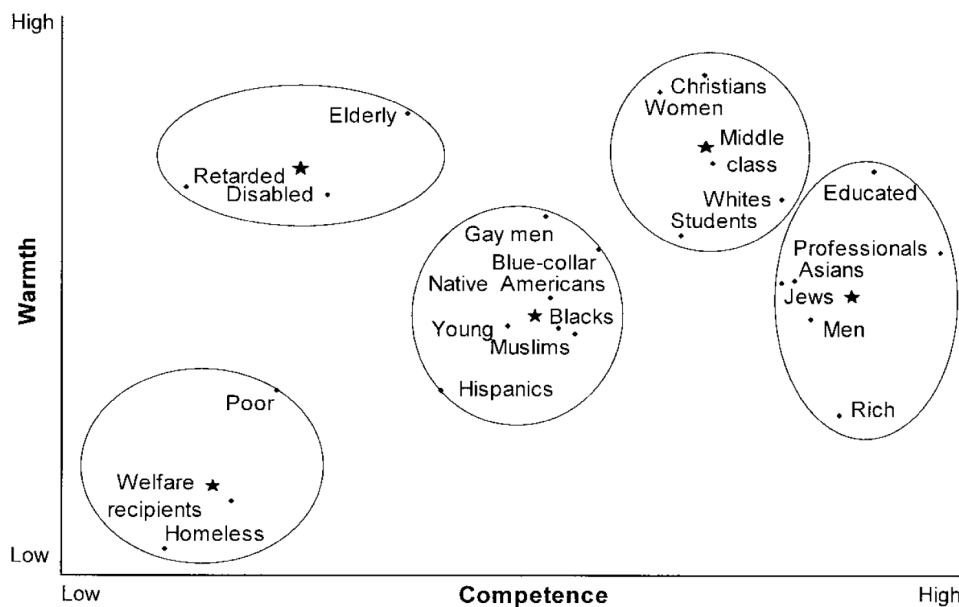 High
Christians
Women
Elderly
Middle
class
Retarded
Disabled
Whites
Educated
Students
Gay men
Professionals
Blue-collar
Asians
Native Americans
Jews
Warmth
Young
Blacks
Men
Muslims
Hispanics
Poor
Rich
Welfare
recipients
Homeless
Low
Low
Competence
High